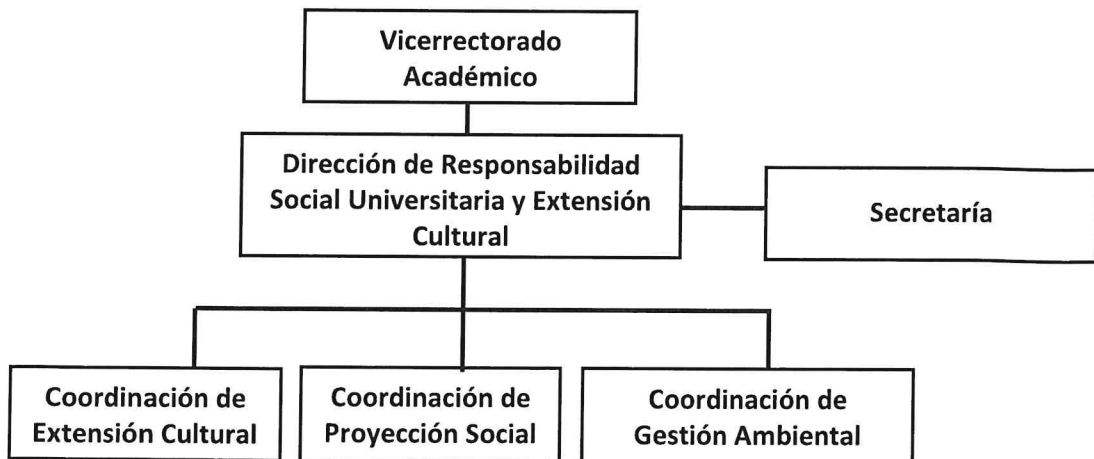 Vicerrectorado
Académico
Dirección de Responsabilidad
Social Universitaria y Extensión
Cultural
Secretaría
Coordinación de
Extensión Cultural
Coordinación de
Proyección Social
Coordinación de
Gestión Ambiental